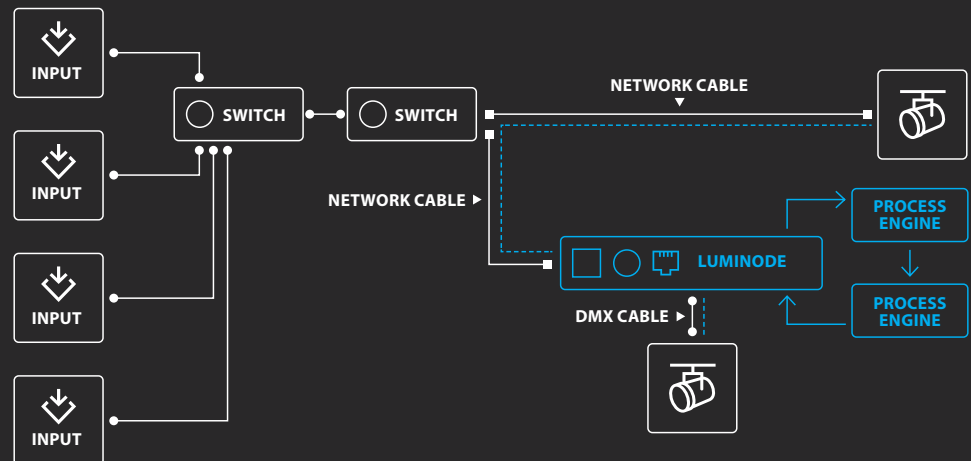 INPUT
SWITCH
SWITCH
NETWORK CABLE
INPUT
NETWORK CABLE
PROCESS
ENGINE
LUMINODE
INPUT
DMX CABLE
PROCESS
ENGINE
INPUT